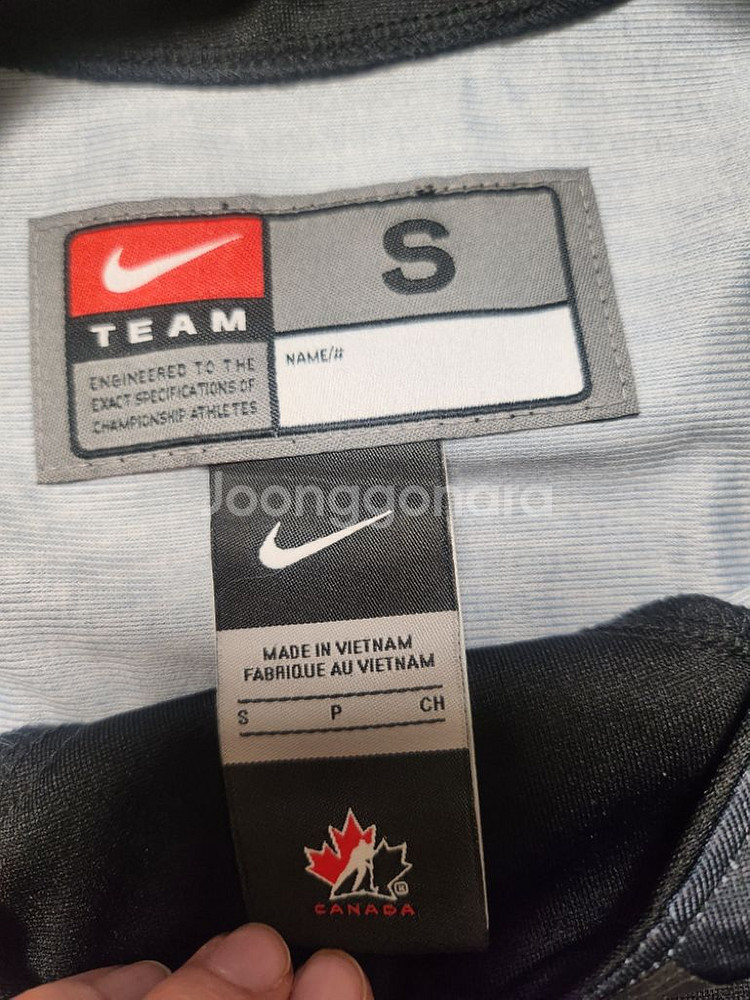 S
TEAM
NAME/#
ENGINEERED TO THE
EXACT SPECIFICATIONS OF
CHAMPIONSHIP ATHLETES
Joonggonara
MADE IN VIETNAM
FABRIQUE AU VIETNAM
S P CH
®
CANADA